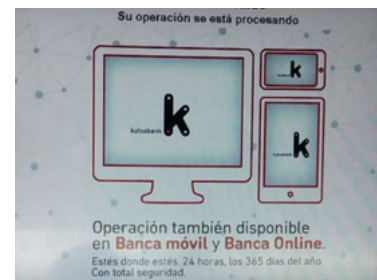 Su operación se está procesando
k
kutxabank
k
kutxabank
k
Operación también disponible
en Banca móvil y Banca Online.
Estés donde estés. 24 horas, los 365 días del año.
Con total seguridad.